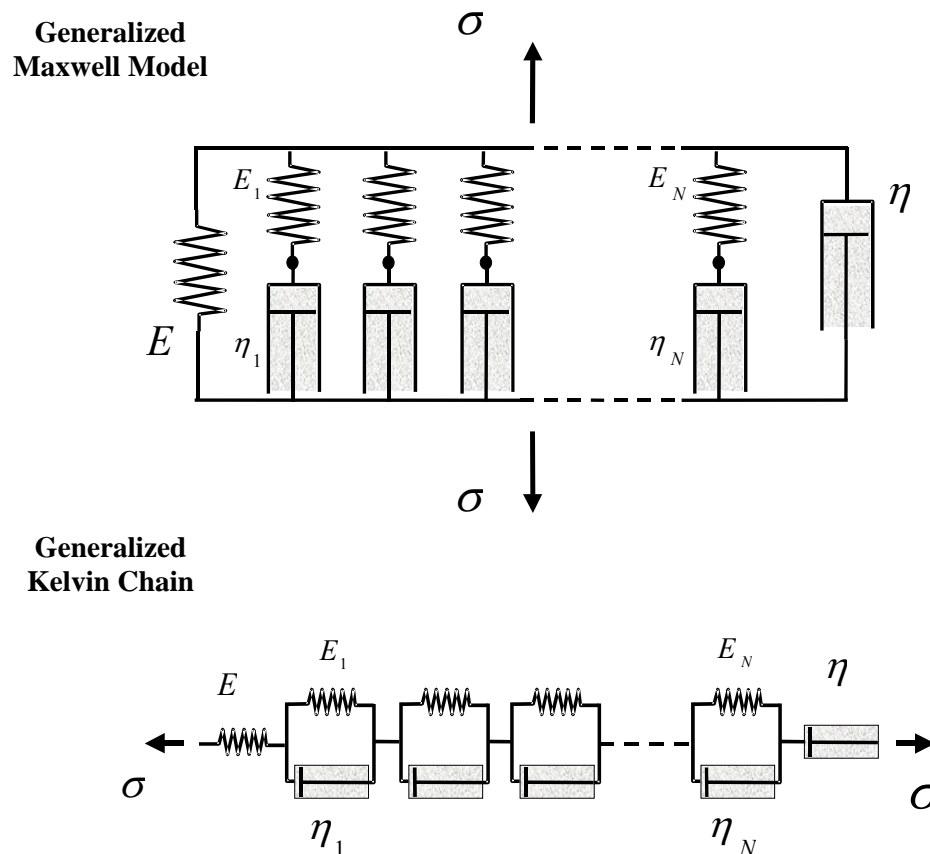 Generalized
Maxwell Model
σ
E₁
E_N
η
E
η₁
η_N
σ
Generalized
Kelvin Chain
E₁
E_N
η
E
σ
σ
η₁
η_N